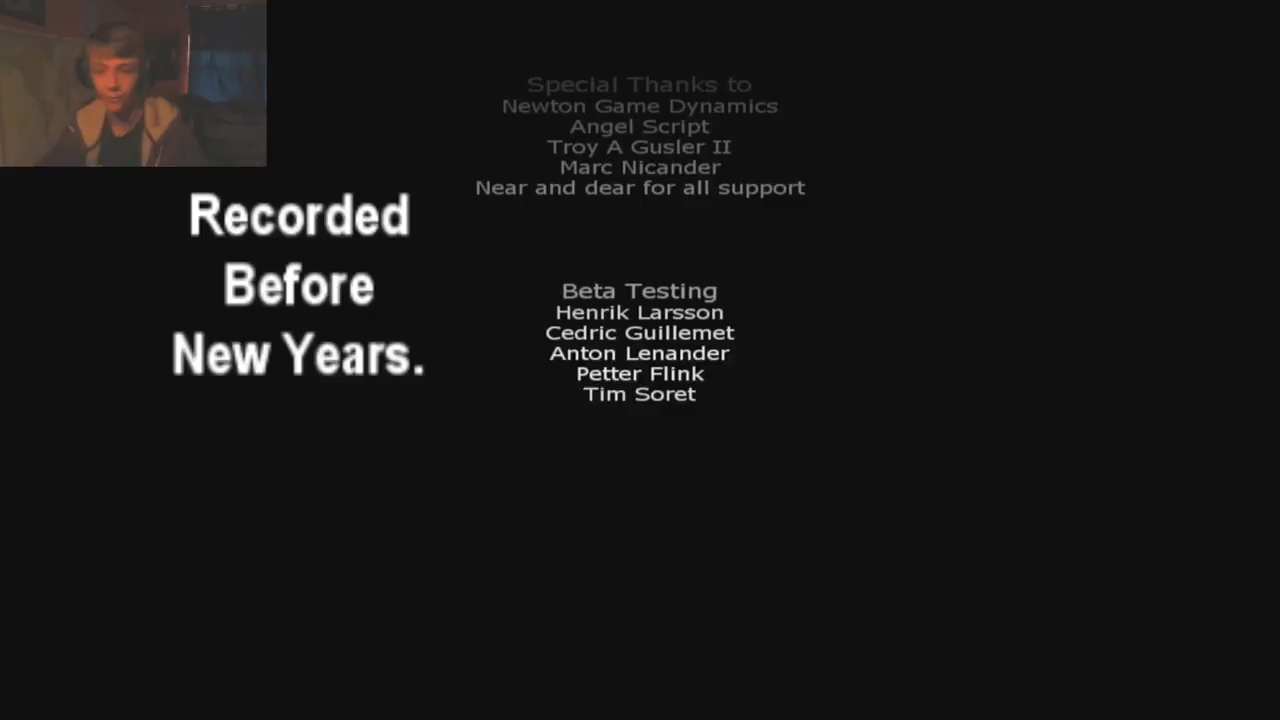 Special Thanks to
Newton Game Dynamics
Angel Script
Troy A Gusler II
Marc Nicander
Near and dear for all support
Recorded
Before
New Years.
Beta Testing
Henrik Larsson
Cedric Guillemet
Anton Lenander
Petter Flink
Tim Soret